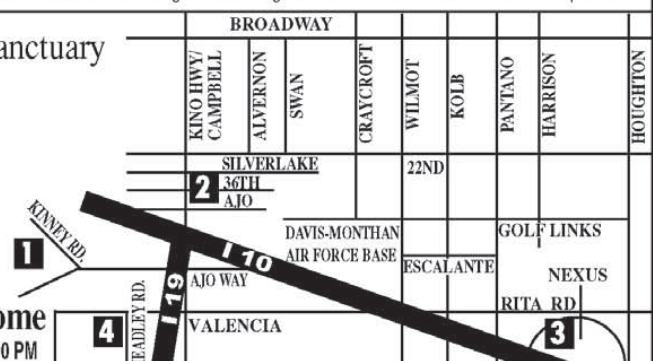 BROADWAY
anctuary
KINO HWY/
CAMPBELL
ALVERNON
SWAN
CRAYCROFT
WILMOT
KOLB
PANTANO
HARRISON
HOUGHTON
SILVERLAKE
22ND
2
36TH
AJO
KINNEY RD.
DAVIS-MONTHAN
AIR FORCE BASE
GOLF LINKS
1
I 10
ESCALANTE
AJO WAY
I 19
NEXUS
EADLEY RD.
RITA RD
ome
4
VALENCIA
3
0 PM